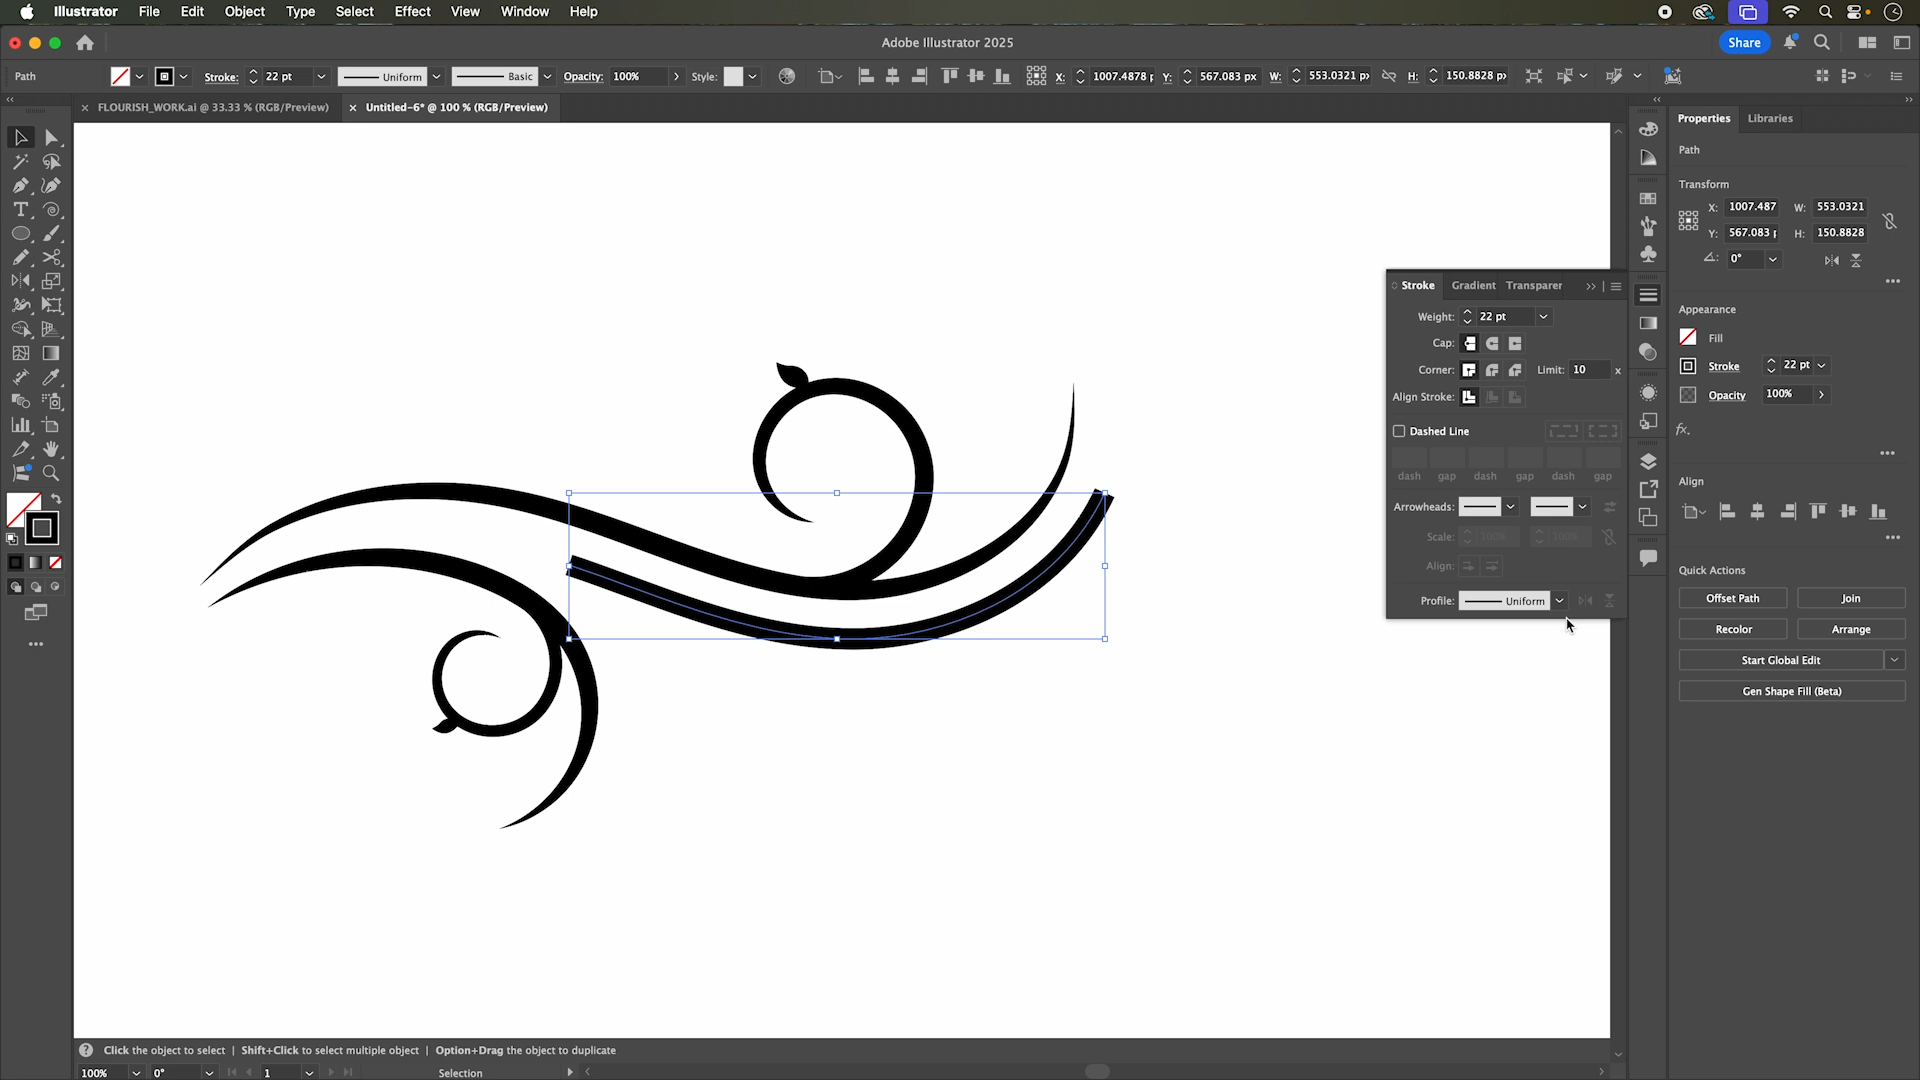 Illustrator File Edit Object Type Select Effect View Window Help
Adobe Illustrator 2025
Share
Path Stroke: 22 pt Uniform Basic Opacity: 100% Style: X: 1007.4878 p Y: 567.083 px W: 553.0321 px H: 150.8828 px
FLOURISH_WORK.ai @ 33.33 % (RGB/Preview) Untitled-6* @ 100 % (RGB/Preview)
Properties Libraries
Path
Transform
X: 1007.487 W: 553.0321
Y: 567.083 p H: 150.8828
0°
Appearance
Fill
Stroke 22 pt
Opacity 100%
fx.
Align
Quick Actions
Offset Path Join
Recolor Arrange
Start Global Edit
Gen Shape Fill (Beta)
Stroke Gradient Transparer
Weight: 22 pt
Cap:
Corner: Limit: 10 x
Align Stroke:
Dashed Line
dash gap dash gap dash gap
Arrowheads:
Scale: 100% 100%
Align:
Profile: Uniform
Click the object to select | Shift+Click to select multiple object | Option+Drag the object to duplicate
100% 0° 1 Selection